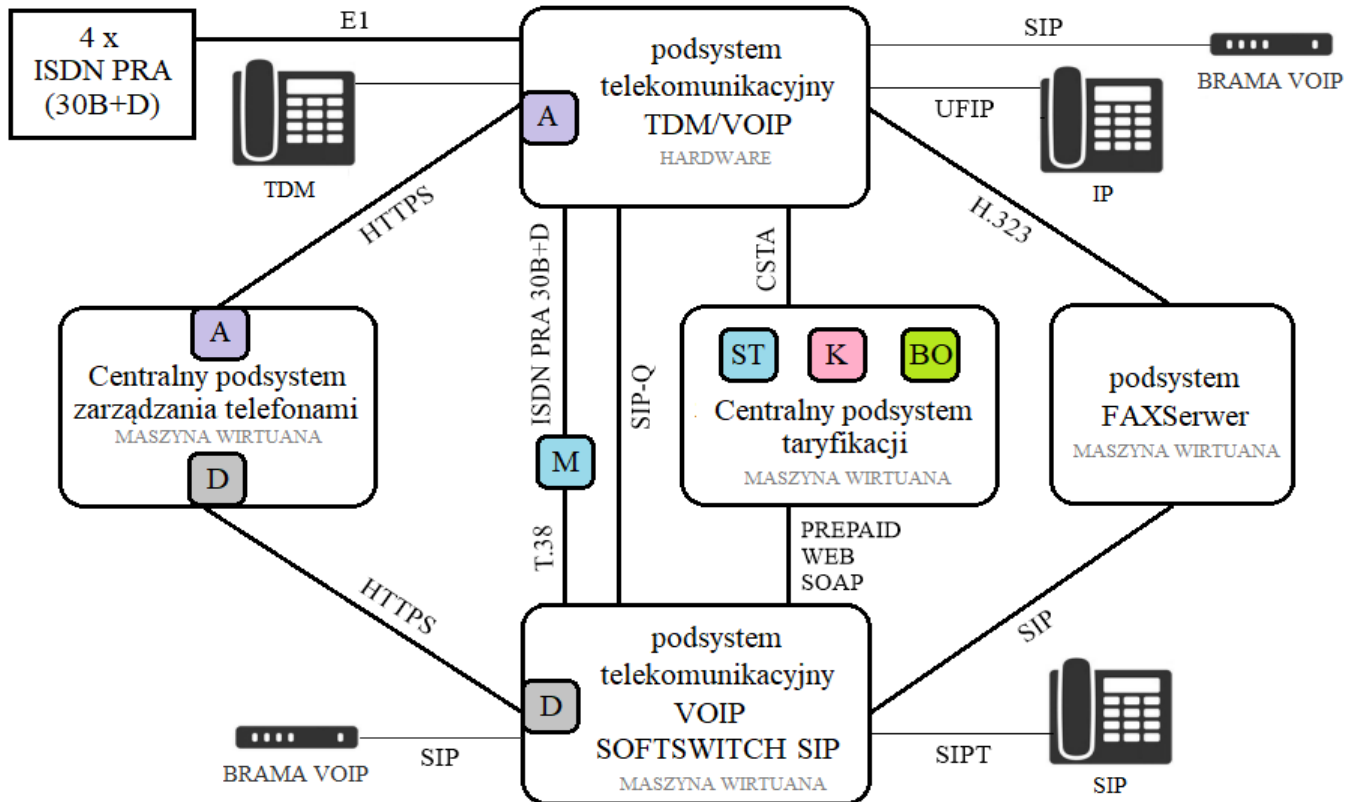 4 x
ISDN PRA
(30B+D)
E1
TDM
podsystem
telekomunikacyjny
TDM/VOIP
HARDWARE
A
SIP
BRAMA VOIP
UFIP
IP
HTTPS
ISDN PRA 30B+D
SIP-Q
CSTA
H.323
A
Centralny podsystem
zarządzania telefonami
MASZYNA WIRTUANA
D
M
T.38
ST
K
BO
Centralny podsystem
taryfikacji
MASZYNA WIRTUANA
podsystem
FAXSerwer
MASZYNA WIRTUANA
PREPAID
WEB
SOAP
HTTPS
SIP
podsystem
telekomunikacyjny
VOIP
SOFTSWITCH SIP
MASZYNA WIRTUANA
D
SIP
BRAMA VOIP
SIPT
SIP